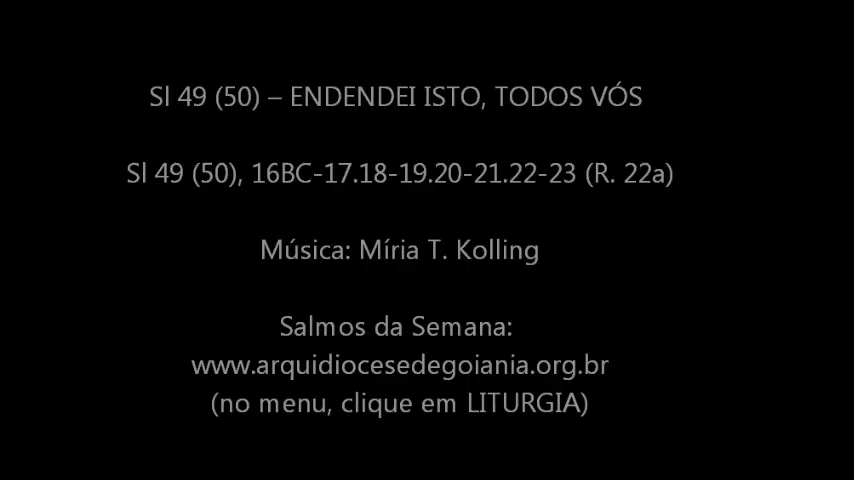 Sl 49 (50) – ENDENDEI ISTO, TODOS VÓS
Sl 49 (50), 16BC-17.18-19.20-21.22-23 (R. 22a)
Música: Míria T. Kolling
Salmos da Semana:
www.arquidiocesedegoiania.org.br
(no menu, clique em LITURGIA)